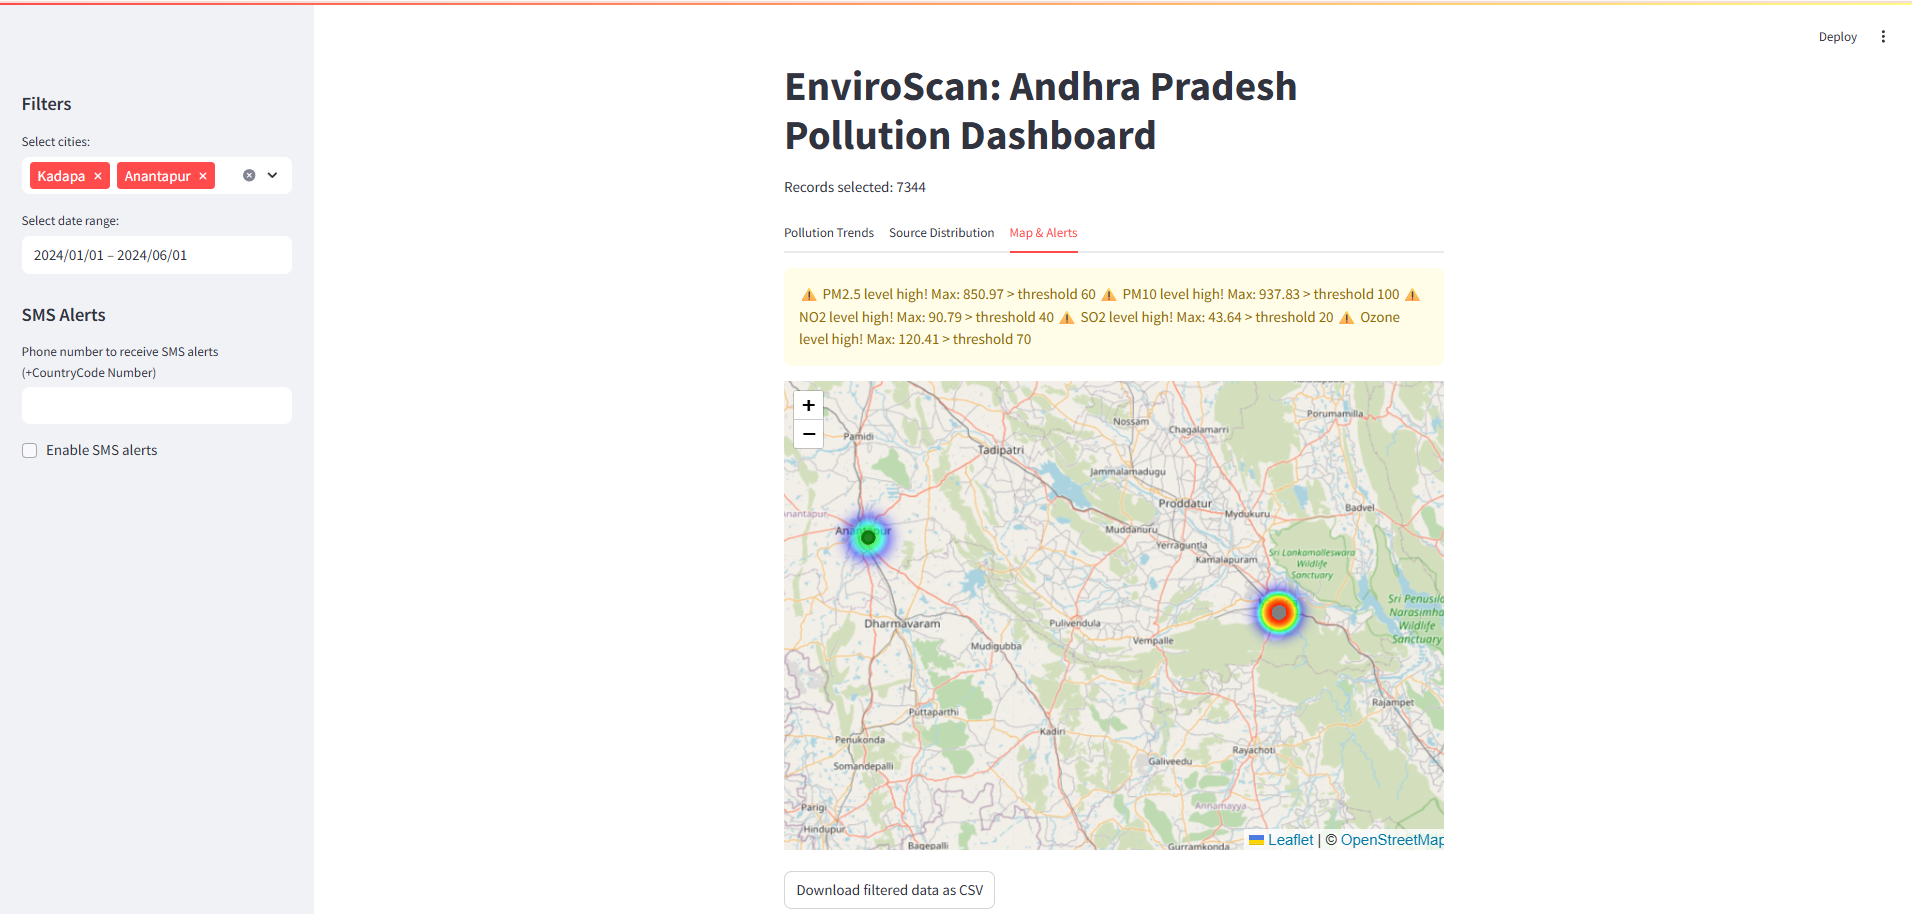 Deploy
Filters
Select cities:
Kadapa × Anantapur ×
Select date range:
2024/01/01 – 2024/06/01
SMS Alerts
Phone number to receive SMS alerts
(+CountryCode Number)
Enable SMS alerts
EnviroScan: Andhra Pradesh
Pollution Dashboard
Records selected: 7344
Pollution Trends Source Distribution Map & Alerts
⚠️ PM2.5 level high! Max: 850.97 > threshold 60 ⚠️ PM10 level high! Max: 937.83 > threshold 100 ⚠️
NO2 level high! Max: 90.79 > threshold 40 ⚠️ SO2 level high! Max: 43.64 > threshold 20 ⚠️ Ozone
level high! Max: 120.41 > threshold 70
+
−
Porumamilla
Nossam
Chagalamarri
Pamidi
Tadipatri
Jammalamadugu
Proddatur
Badvel
Mydukuru
Muddanuru
Yerraguntla
Kamalapuram
Sri Lankamalleswara
Wildlife
Sanctuary
Dharmavaram
Pulivendula
Vempalle
Mudigubba
Wildlife
Rajampet
Puttaparthi
Kadiri
Penukonda
Rayachoti
Somandepalli
Galiveedu
Annamayya
Parigi
Hindupur
Bagepalli
Gurramkonda
Leaflet | © OpenStreetMap
Download filtered data as CSV